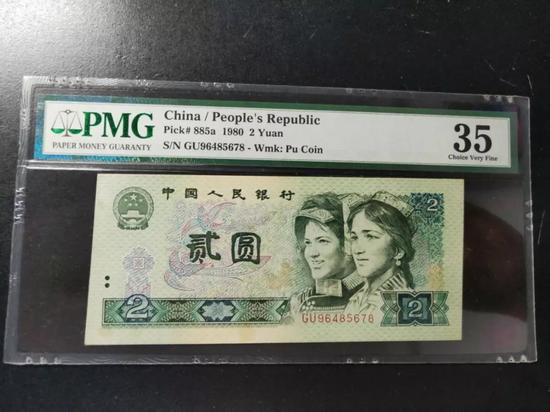 PMG
PAPER MONEY GUARANTY
China / People's Republic
Pick# 885a 1980 2 Yuan
S/N GU96485678 - Wmk: Pu Coin
35
Choice Very Fine
中国人民银行
2
贰圆
2
2
GU96485678